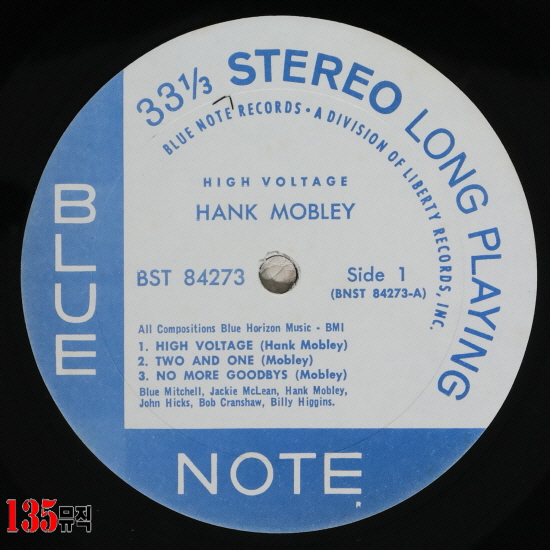 33⅓ STEREO LONG PLAYING
BLUE NOTE RECORDS • A DIVISION OF LIBERTY RECORDS, INC.
HIGH VOLTAGE
HANK MOBLEY
BST 84273
Side 1
(BNST 84273-A)
All Compositions Blue Horizon Music - BMI
1. HIGH VOLTAGE (Hank Mobley)
2. TWO AND ONE (Mobley)
3. NO MORE GOODBYS (Mobley)
Blue Mitchell, Jackie McLean, Hank Mobley,
John Hicks, Bob Cranshaw, Billy Higgins.
BLUE
NOTE
R
135뮤직